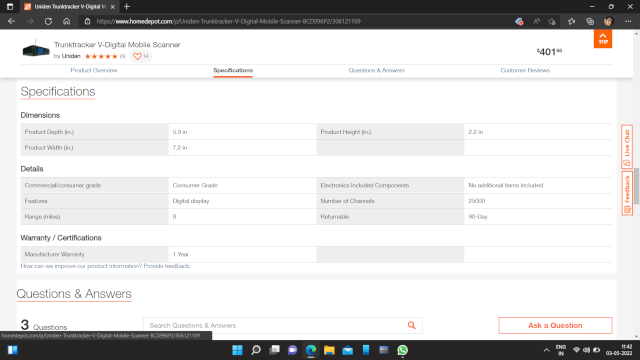 Uniden Trunktracker V-Digital M
https://www.homedepot.com/p/Uniden-Trunktracker-V-Digital-Mobile-Scanner-BCD996P2/306121109
Trunktracker V-Digital Mobile Scanner
by Uniden ★★★★★ (3) 14
$401
TOP
Product Overview Specifications Questions & Answers Customer Reviews
Specifications
Dimensions
Product Depth (in.) 5.9 in Product Height (in.) 2.2 in
Product Width (in.) 7.2 in
Details
Commercial/consumer grade Consumer Grade Electronics Included Components No additional items included
Features Digital display Number of Channels 25000
Range (miles) Returnable 90-Day
Warranty / Certifications
Manufacturer Warranty 1 Year
How can we improve our product information? Provide feedback.
Live Chat
Feedback
Questions & Answers
3 Questions
Search Questions & Answers
Ask a Question
homedepot.com/p/Uniden-Trunktracker-V-Digital-Mobile-Scanner-BCD996P2/306121109
ENG
IN
11:42
03-05-2022